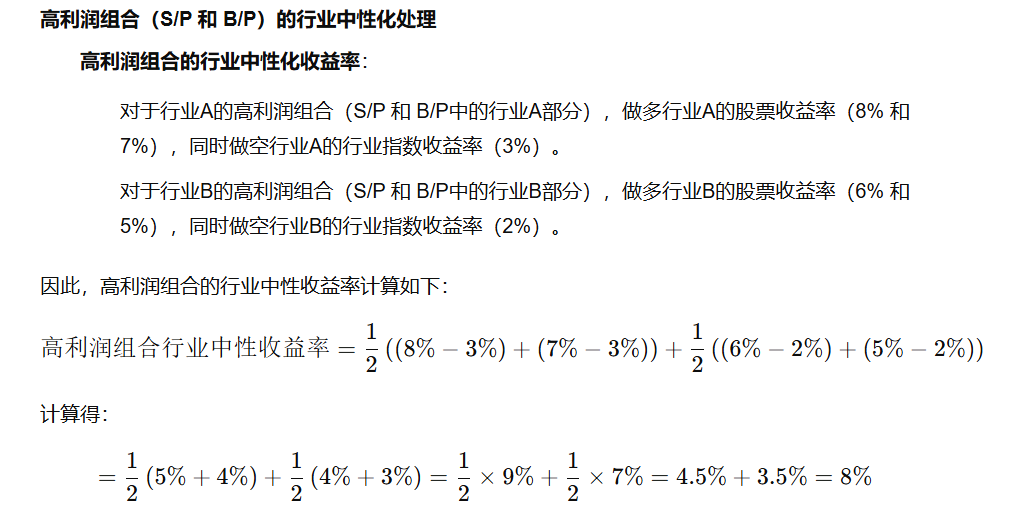 高利润组合（S/P 和 B/P）的行业中性化处理
高利润组合的行业中性化收益率：
对于行业A的高利润组合（S/P 和 B/P中的行业A部分），做多行业A的股票收益率（8% 和
7%），同时做空行业A的行业指数收益率（3%）。
对于行业B的高利润组合（S/P 和 B/P中的行业B部分），做多行业B的股票收益率（6% 和
5%），同时做空行业B的行业指数收益率（2%）。
因此，高利润组合的行业中性收益率计算如下：
高利润组合行业中性收益率 = 1/2 ((8% − 3%) + (7% − 3%)) + 1/2 ((6% − 2%) + (5% − 2%))
计算得：
= 1/2 (5% + 4%) + 1/2 (4% + 3%) = 1/2 × 9% + 1/2 × 7% = 4.5% + 3.5% = 8%